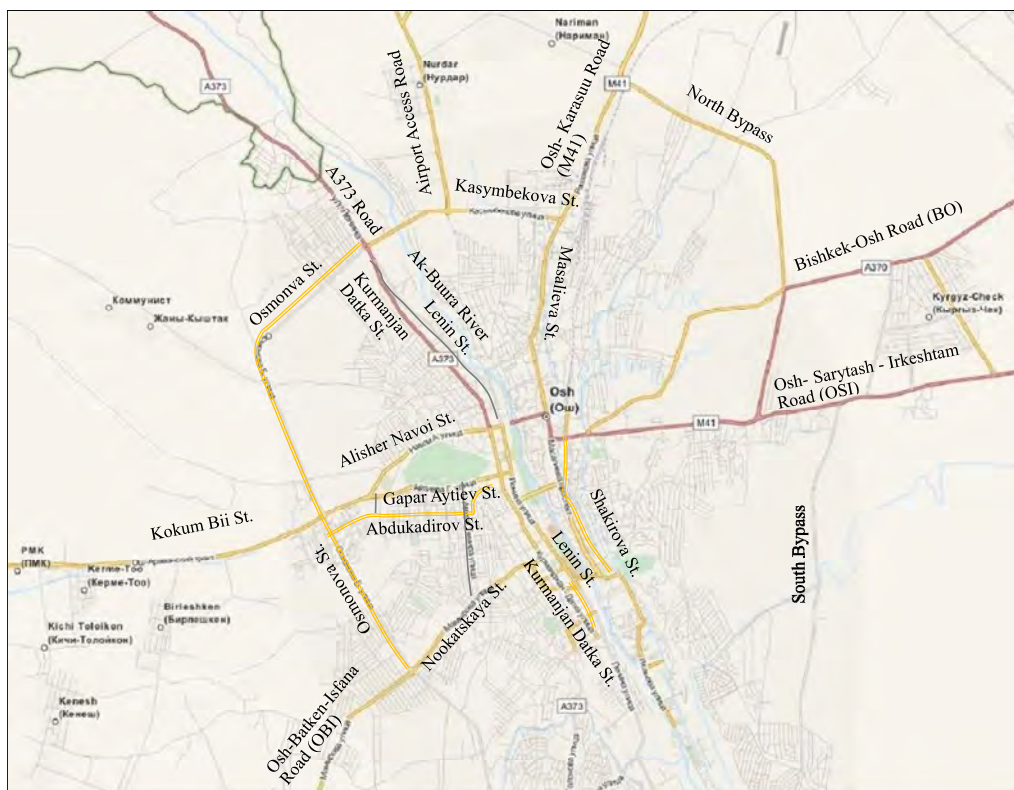 Nariman
(Нариман)
Nurdar
(Нурдар)
A373
M41
Airport Access Road
Osh- Karasuu Road
(M41)
North Bypass
A373 Road
Kasymbekova St.
Bishkek-Osh Road (BO)
A370
Osmonva St.
Ak-Buura River
Kurmanjan
Datka St.
Lenin St.
Masalieva St.
Коммунист
Жаны-Кыштак
Kyrgyz-Check
(Кыргыз-Чек)
A373
Osh- Sarytash - Irkeshtam
Road (OSI)
Osh
(Ош)
M41
Alisher Navoi St.
Gapar Aytiev St.
Kokum Bii St.
Abdukadirov St.
Shakirova St.
South Bypass
РМК
(ПМК)
Kerme-Too
(Керме-Тоо)
Osmonova St.
Lenin St.
Kurmanjan Datka St.
Nookatskaya St.
Birleshken
(Бирлешкен)
Kichi Toloikon
(Кичи-Толойкон)
Kenesh
(Кенеш)
Osh-Batken-Isfana
Road (OBI)
A373